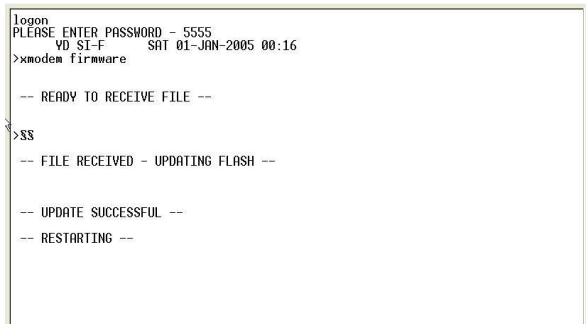 logon
PLEASE ENTER PASSWORD - 5555
YD SI-F SAT 01-JAN-2005 00:16
>xmodem firmware
-- READY TO RECEIVE FILE --
>§§
-- FILE RECEIVED - UPDATING FLASH --
-- UPDATE SUCCESSFUL --
-- RESTARTING --